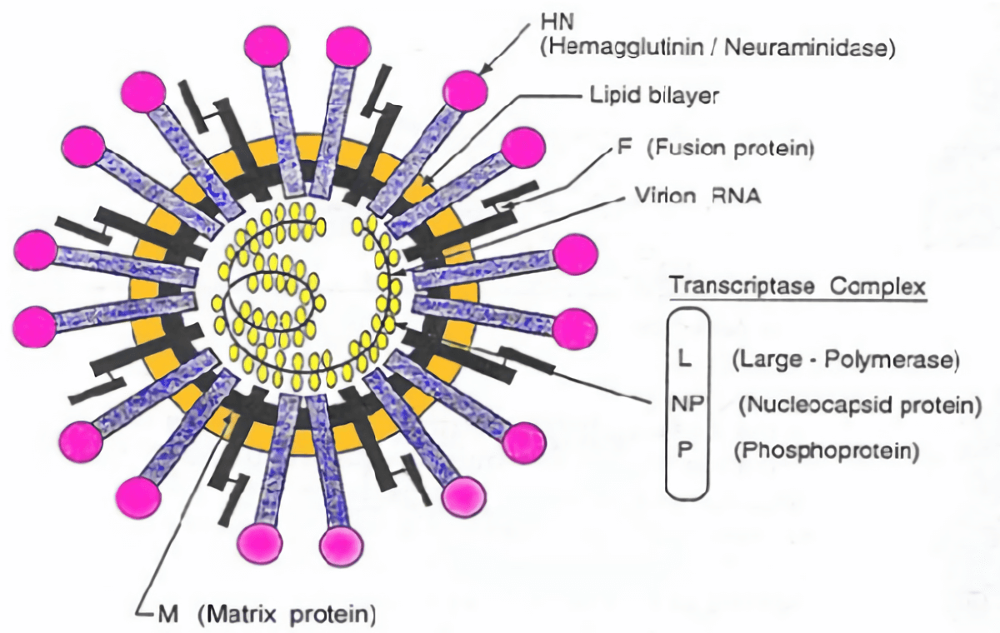 HN
(Hemagglutinin / Neuraminidase)
Lipid bilayer
F (Fusion protein)
Virion RNA
Transcriptase Complex
L (Large - Polymerase)
NP (Nucleocapsid protein)
P (Phosphoprotein)
M (Matrix protein)